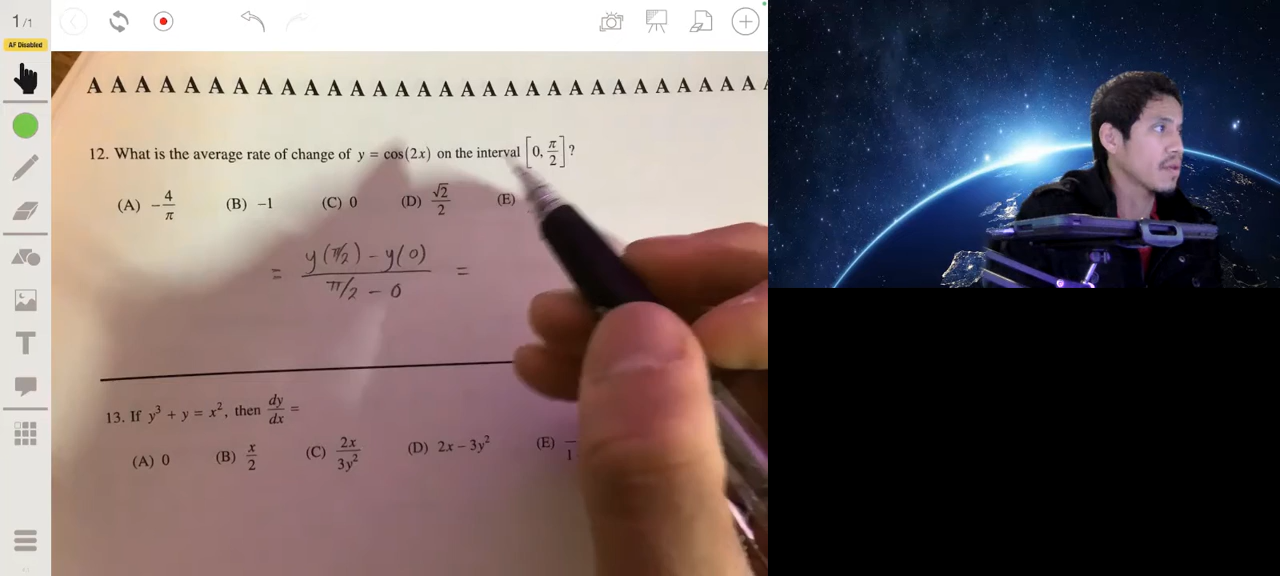 1/1
AF Disabled
A A A A A A A A A A A A A A A A A A A A A A A A A A A A
12. What is the average rate of change of y = cos(2x) on the interval [0, π/2]?
(A) -4/π (B) -1 (C) 0 (D) √2/2 (E)
= (y(π/2) - y(0))/(π/2 - 0) =
13. If y³ + y = x², then dy/dx =
(A) 0 (B) x/2 (C) 2x/3y² (D) 2x - 3y² (E)
T